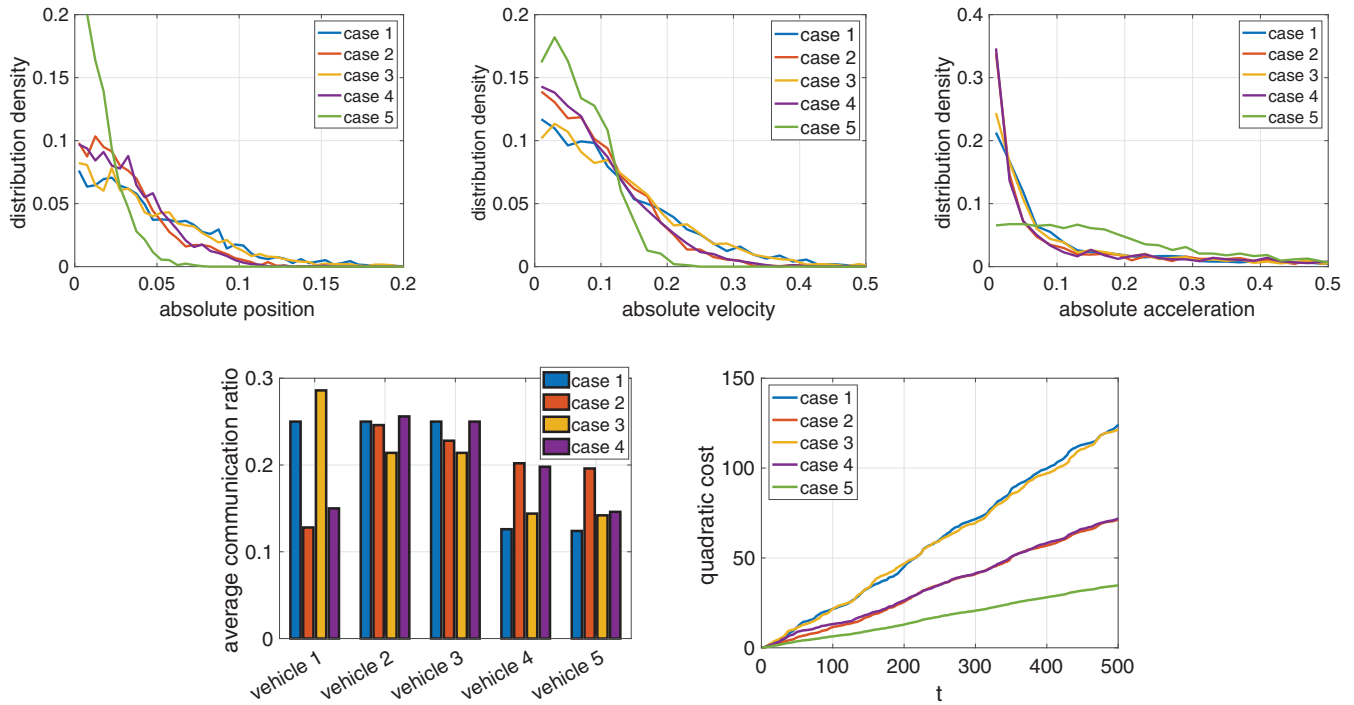 0.2
0.15
0.1
0.05
0
distribution density
0 0.05 0.1 0.15 0.2
absolute position
case 1
case 2
case 3
case 4
case 5
0.2
0.15
0.1
0.05
0
distribution density
0 0.1 0.2 0.3 0.4 0.5
absolute velocity
case 1
case 2
case 3
case 4
case 5
0.4
0.3
0.2
0.1
0
distribution density
0 0.1 0.2 0.3 0.4 0.5
absolute acceleration
case 1
case 2
case 3
case 4
case 5
0.3
0.2
0.1
0
average communication ratio
vehicle 1 vehicle 2 vehicle 3 vehicle 4 vehicle 5
case 1
case 2
case 3
case 4
150
100
50
0
quadratic cost
0 100 200 300 400 500
t
case 1
case 2
case 3
case 4
case 5